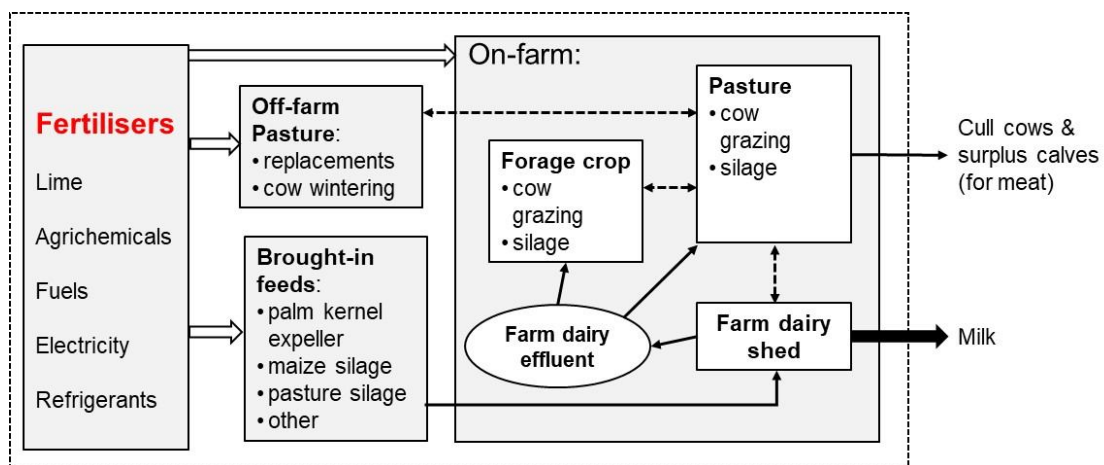 Fertilisers
Lime
Agrichemicals
Fuels
Electricity
Refrigerants
Off-farm
Pasture:
• replacements
• cow wintering
Brought-in
feeds:
• palm kernel
expeller
• maize silage
• pasture silage
• other
On-farm:
Forage crop
• cow
grazing
• silage
Pasture
• cow
grazing
• silage
Farm dairy
effluent
Farm dairy
shed
Cull cows &
surplus calves
(for meat)
Milk